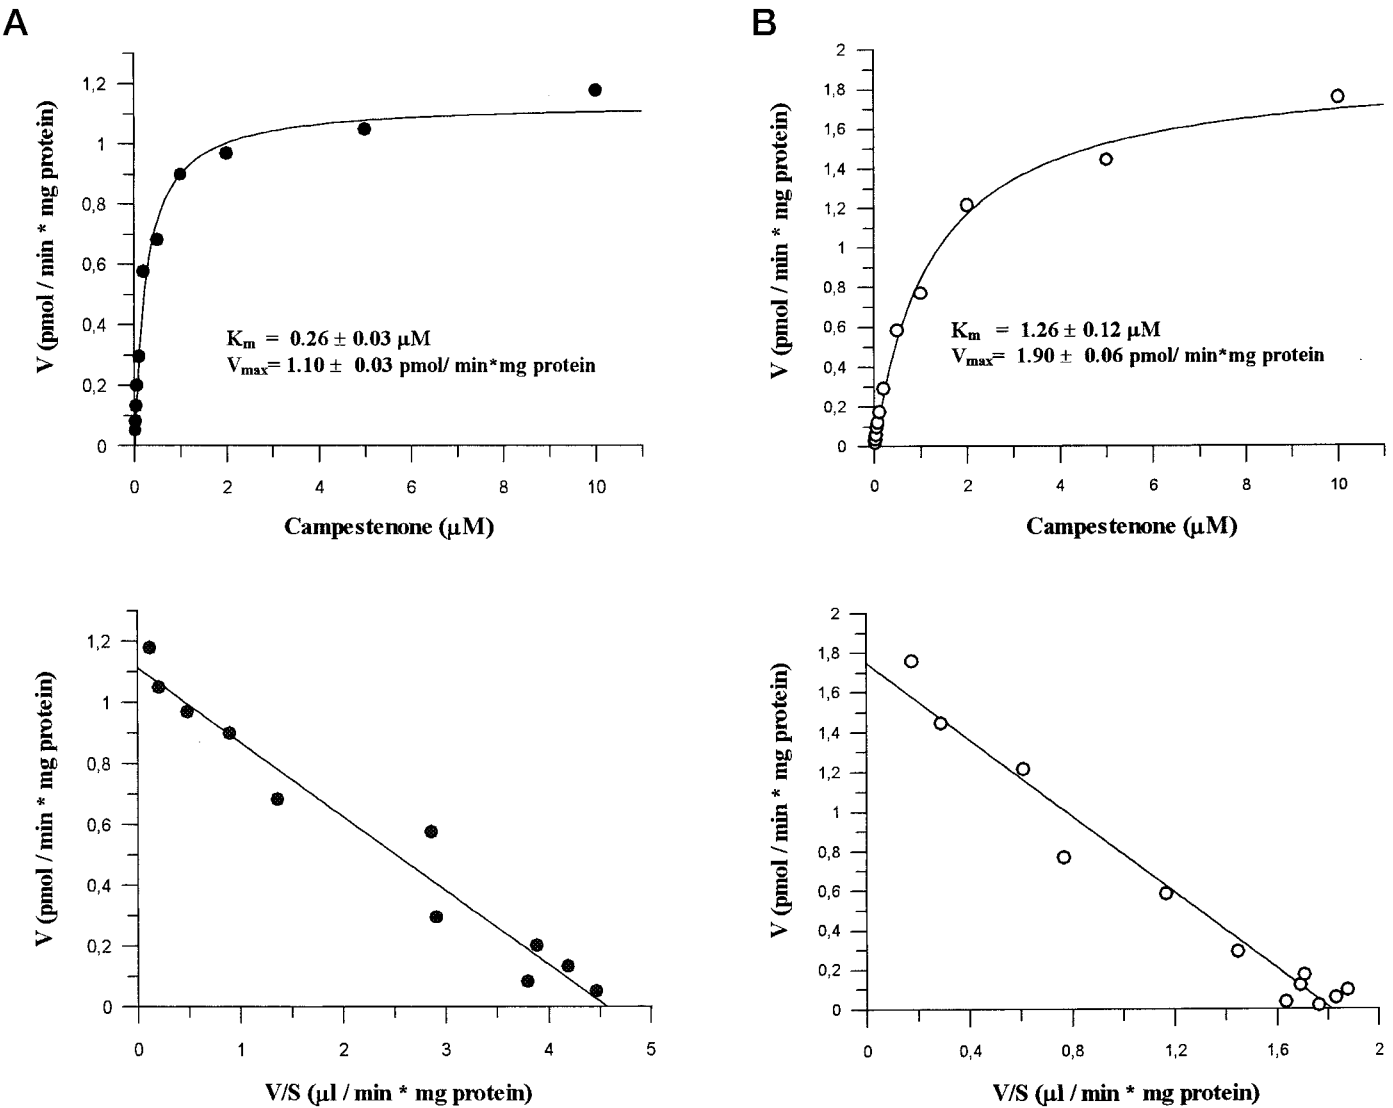 A
V (pmol / min * mg protein)
1,2
1
0,8
0,6
0,4
0,2
0
K_m = 0.26 ± 0.03 μM
V_max= 1.10 ± 0.03 pmol/ min*mg protein
0 2 4 6 8 10
Campestenone (μM)
B
V (pmol / min * mg protein)
2
1,8
1,6
1,4
1,2
1
0,8
0,6
0,4
0,2
0
K_m = 1.26 ± 0.12 μM
V_max= 1.90 ± 0.06 pmol/ min*mg protein
0 2 4 6 8 10
Campestenone (μM)
V (pmol / min * mg protein)
1,2
1
0,8
0,6
0,4
0,2
0
0 1 2 3 4 5
V/S (μl / min * mg protein)
V (pmol / min * mg protein)
2
1,8
1,6
1,4
1,2
1
0,8
0,6
0,4
0,2
0
0 0,4 0,8 1,2 1,6 2
V/S (μl / min * mg protein)